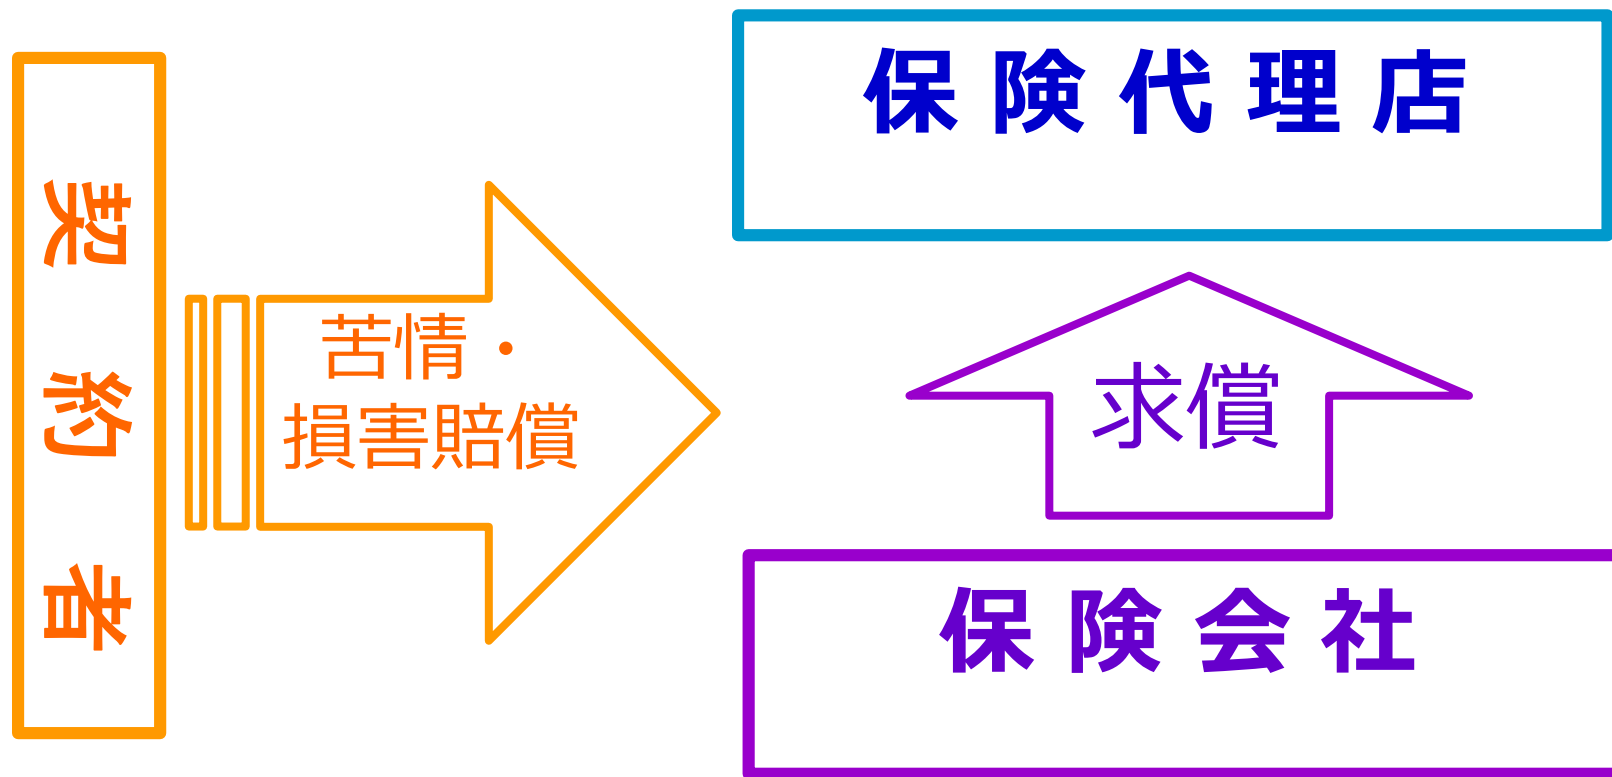 契約者
苦情・
損害賠償
保険代理店
求償
保険会社